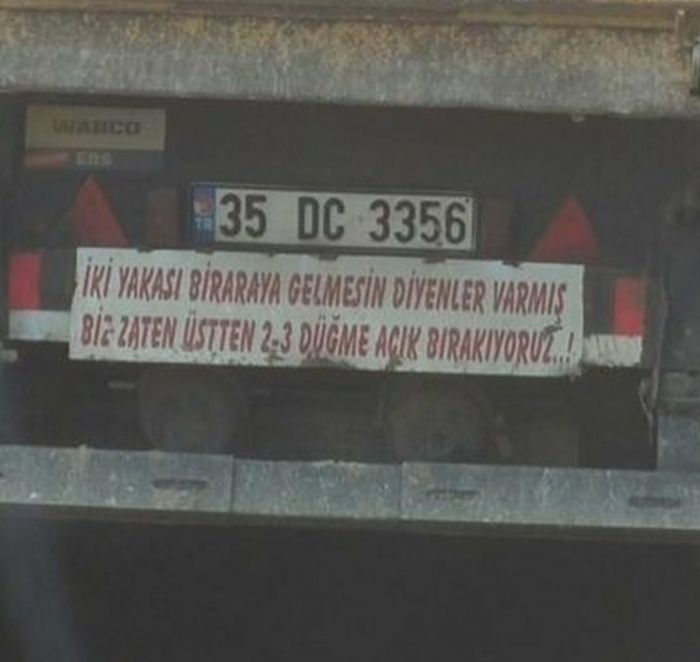 WABCO
TR
35 DC 3356
İKİ YAKASI BİRARAYA GELMESİN DİYENLER VARMIŞ
BİZ ZATEN ÜSTTEN 2-3 DÜĞME AÇIK BIRAKIYORUZ..!